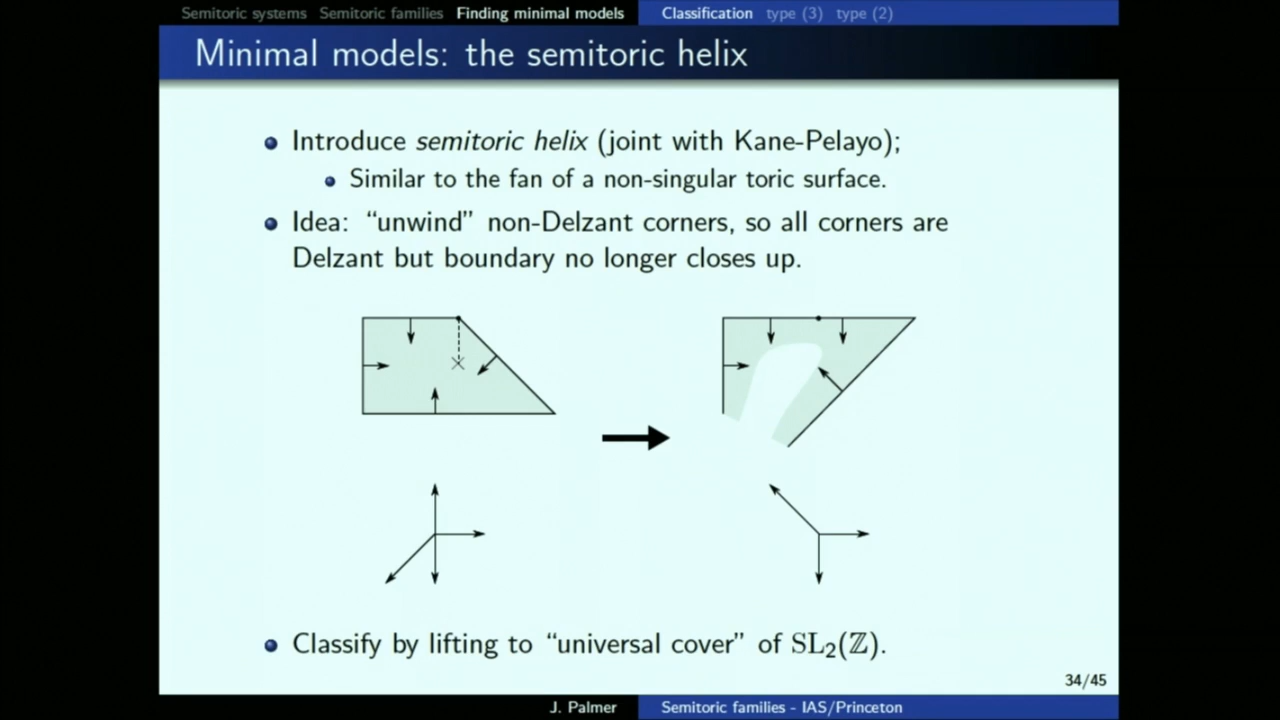 Semitoric systems Semitoric families Finding minimal models Classification type (3) type (2)
Minimal models: the semitoric helix
Introduce semitoric helix (joint with Kane-Pelayo);
Similar to the fan of a non-singular toric surface.
Idea: “unwind” non-Delzant corners, so all corners are
Delzant but boundary no longer closes up.
Classify by lifting to “universal cover” of SL₂(ℤ).
34/45
J. Palmer Semitoric families - IAS/Princeton